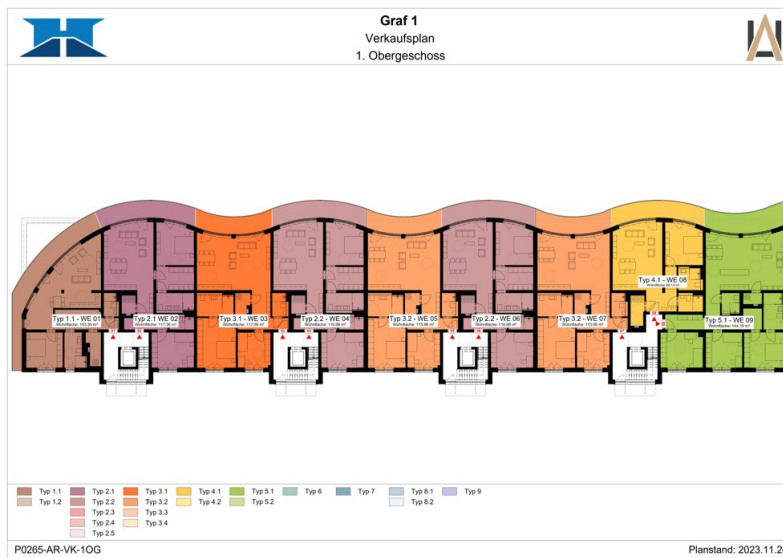 Graf 1
Verkaufsplan
1. Obergeschoss
Typ 4.1 - WE 08
Typ 1.1 - WE 01
Typ 2.1 WE 02
Typ 3.1 - WE 03
Typ 2.2 - WE 04
Typ 3.2 - WE 05
Typ 2.2 - WE 06
Typ 3.2 - WE 07
Typ 5.1 - WE 09
Typ 1.1 Typ 2.1 Typ 3.1 Typ 4.1 Typ 5.1 Typ 6 Typ 7 Typ 8.1 Typ 9
Typ 1.2 Typ 2.2 Typ 3.2 Typ 4.2 Typ 5.2 Typ 8.2
Typ 2.3 Typ 3.3
Typ 2.4 Typ 3.4
Typ 2.5
P0265-AR-VK-1OG
Planstand: 2023.11.2